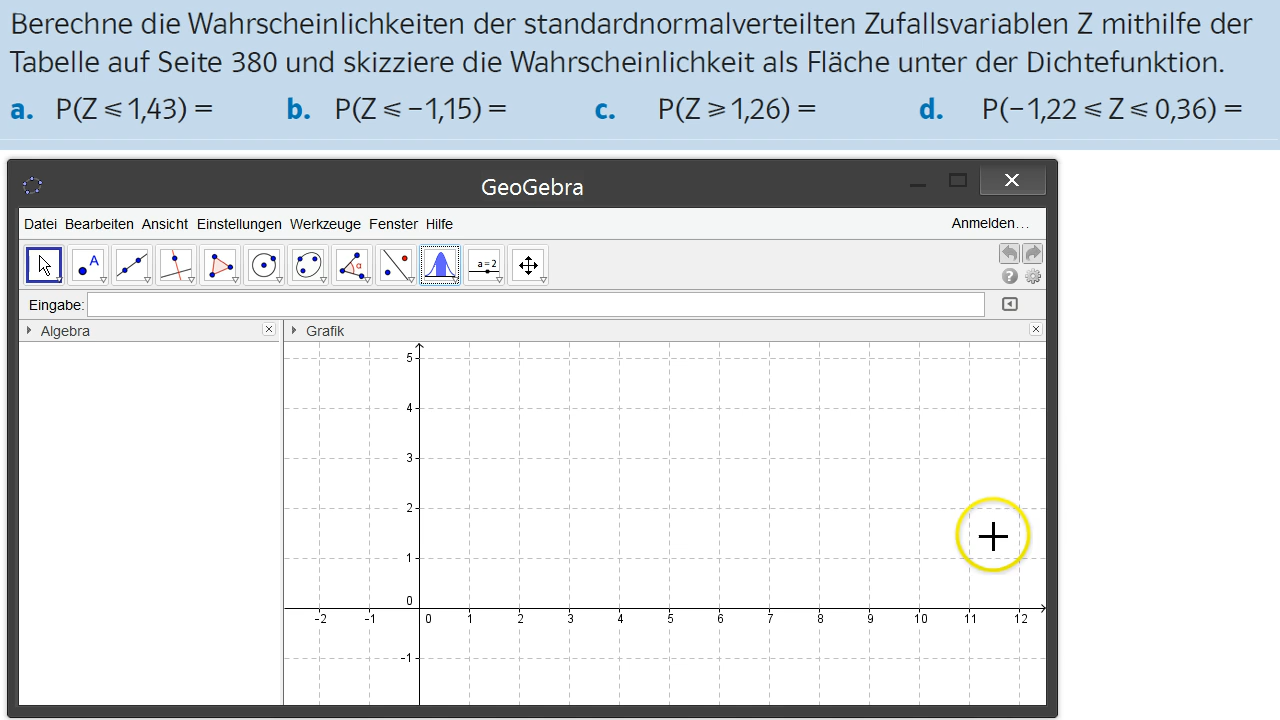 Berechne die Wahrscheinlichkeiten der standardnormalverteilten Zufallsvariablen Z mithilfe der
Tabelle auf Seite 380 und skizziere die Wahrscheinlichkeit als Fläche unter der Dichtefunktion.
a. P(Z ⩽ 1,43) = b. P(Z ⩽ −1,15) = c. P(Z ⩾ 1,26) = d. P(−1,22 ⩽ Z ⩽ 0,36) =
GeoGebra
Datei Bearbeiten Ansicht Einstellungen Werkzeuge Fenster Hilfe Anmelden...
A α a=2
Eingabe:
Algebra Grafik
5
4
3
2
1
0
-2 -1 0 1 2 3 4 5 6 7 8 9 10 11 12
-1